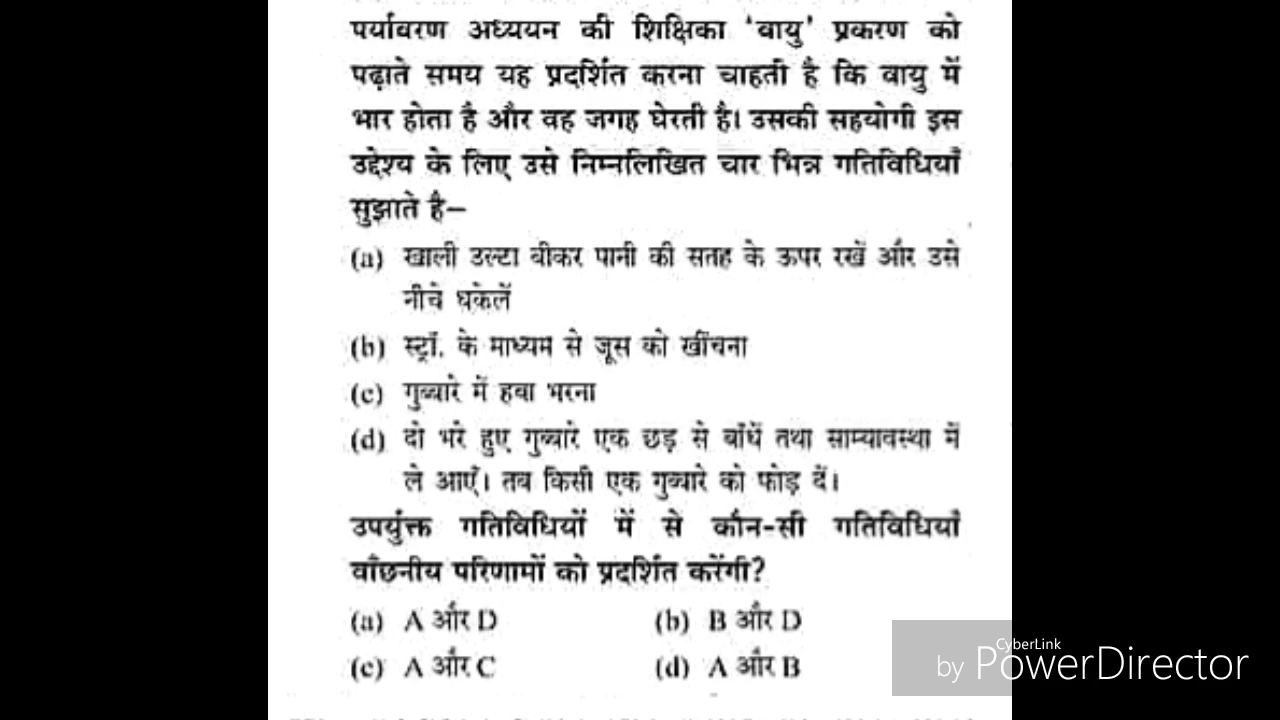 पर्यावरण अध्ययन की शिक्षिका ‘वायु’ प्रकरण को
पढ़ाते समय यह प्रदर्शित करना चाहती है कि वायु में
भार होता है और वह जगह घेरती है। उसकी सहयोगी इस
उद्देश्य के लिए उसे निम्नलिखित चार भिन्न गतिविधियाँ
सुझाते है–
(a) खाली उल्टा बीकर पानी की सतह के ऊपर रखें और उसे
नीचे धकेलें
(b) स्ट्रॉ. के माध्यम से जूस को खींचना
(c) गुब्बारे में हवा भरना
(d) दो भरे हुए गुब्बारे एक छड़ से बांधें तथा साम्यावस्था में
ले आएँ। तब किसी एक गुब्बारे को फोड़ दें।
उपर्युक्त गतिविधियों में से कौन-सी गतिविधियाँ
वाँछनीय परिणामों को प्रदर्शित करेंगी?
(a) A और D (b) B और D
(c) A और C (d) A और B
CyberLink
by PowerDirector